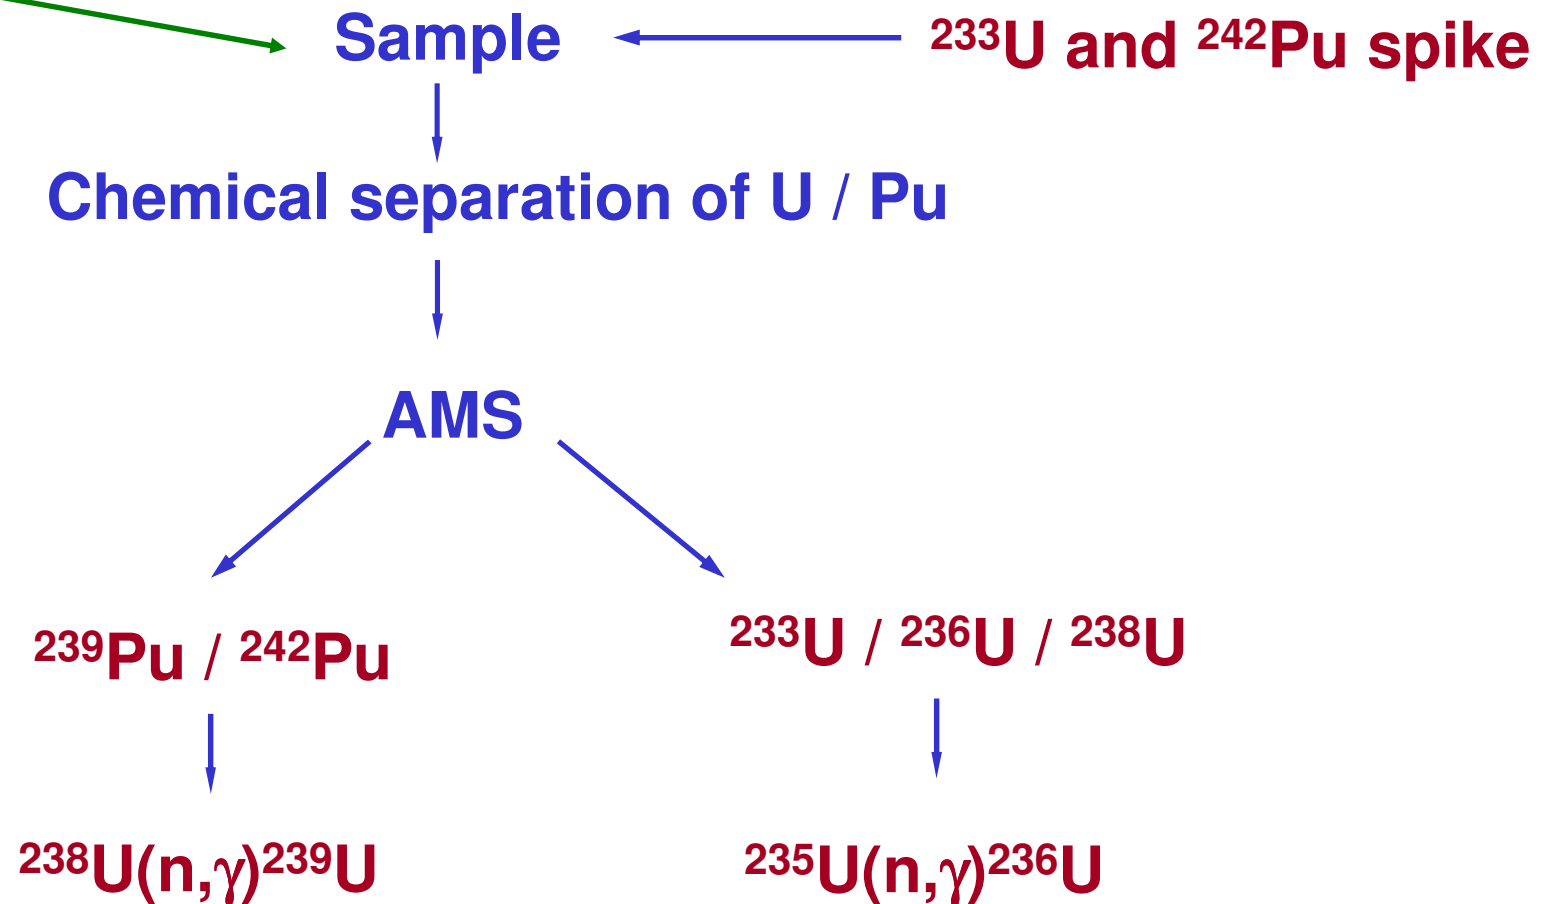 Sample
²³³U and ²⁴²Pu spike
Chemical separation of U / Pu
AMS
²³⁹Pu / ²⁴²Pu
²³³U / ²³⁶U / ²³⁸U
²³⁸U(n,γ)²³⁹U
²³⁵U(n,γ)²³⁶U